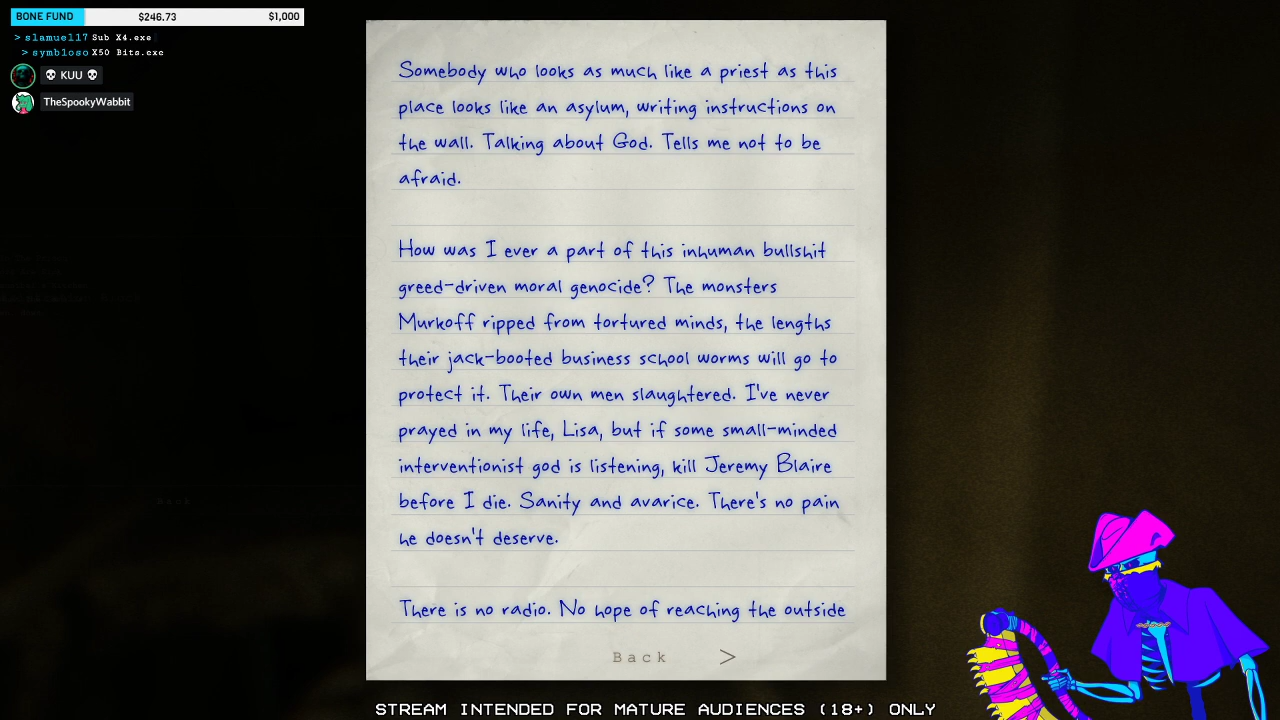 BONE FUND $246.73 $1,000
> slamuel17 Sub X4.exe
> symbloso X50 Bits.exe
💀 KUU 💀
TheSpookyWabbit
Somebody who looks as much like a priest as this
place looks like an asylum, writing instructions on
the wall. Talking about God. Tells me not to be
afraid.
How was I ever a part of this inhuman bullshit
greed-driven moral genocide? The monsters
Murkoff ripped from tortured minds, the lengths
their jack-booted business school worms will go to
protect it. Their own men slaughtered. I've never
prayed in my life, Lisa, but if some small-minded
interventionist god is listening, kill Jeremy Blaire
before I die. Sanity and avarice. There's no pain
he doesn't deserve.
There is no radio. No hope of reaching the outside
Back >
STREAM INTENDED FOR MATURE AUDIENCES (18+) ONLY